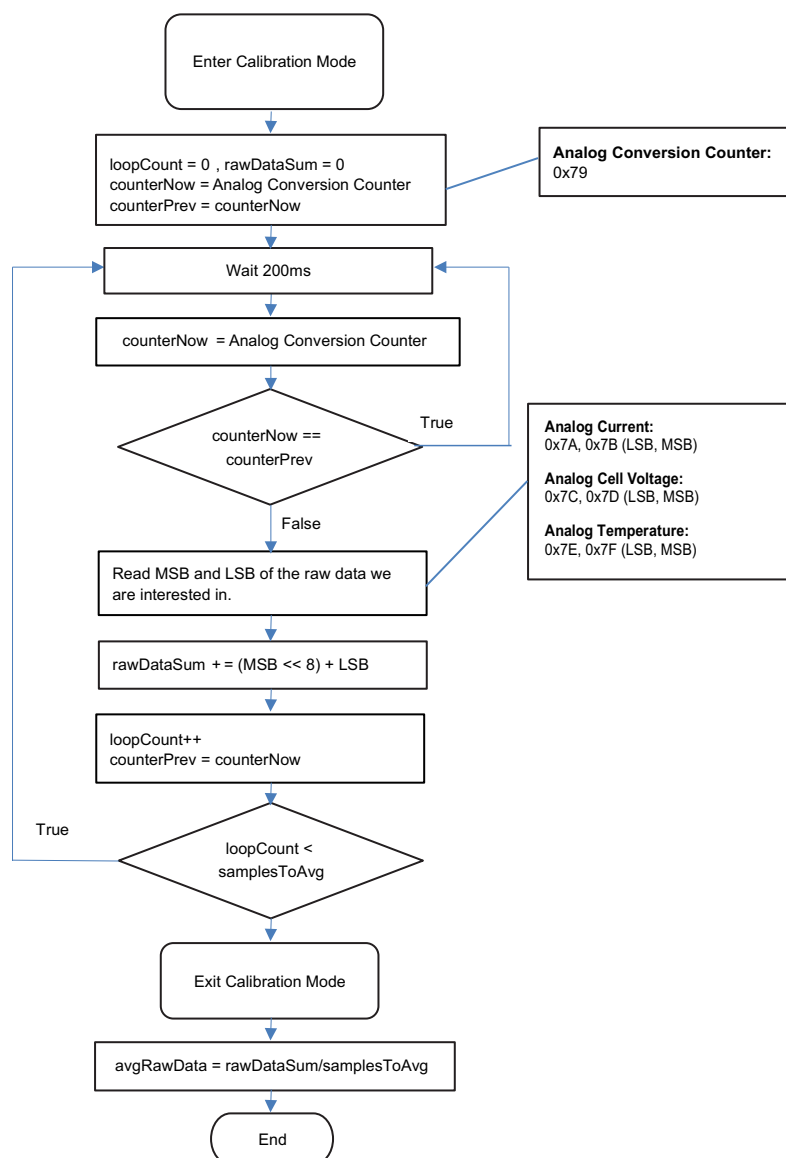 Enter Calibration Mode
loopCount = 0 , rawDataSum = 0
counterNow = Analog Conversion Counter
counterPrev = counterNow
Analog Conversion Counter:
0x79
Wait 200ms
counterNow = Analog Conversion Counter
counterNow ==
counterPrev
True
False
Analog Current:
0x7A, 0x7B (LSB, MSB)
Analog Cell Voltage:
0x7C, 0x7D (LSB, MSB)
Analog Temperature:
0x7E, 0x7F (LSB, MSB)
Read MSB and LSB of the raw data we
are interested in.
rawDataSum += (MSB << 8) + LSB
loopCount++
counterPrev = counterNow
True
loopCount <
samplesToAvg
Exit Calibration Mode
avgRawData = rawDataSum/samplesToAvg
End